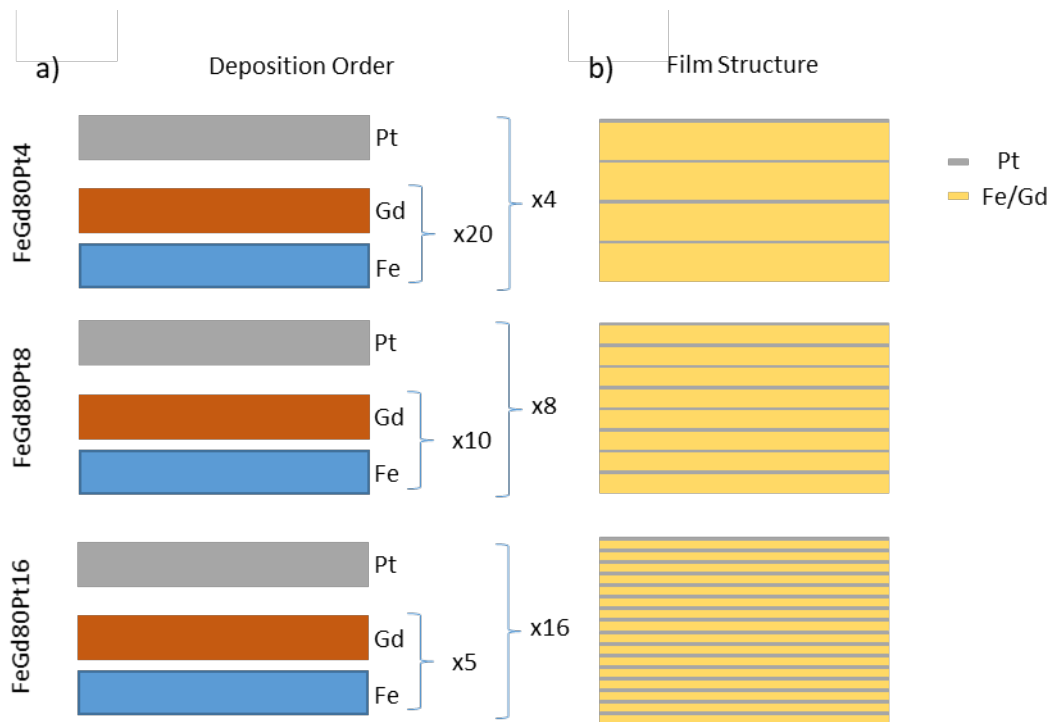 a) Deposition Order
b) Film Structure
FeGd80Pt4
Pt
Gd
Fe
x20
x4
Pt
Fe/Gd
FeGd80Pt8
Pt
Gd
Fe
x10
x8
FeGd80Pt16
Pt
Gd
Fe
x5
x16